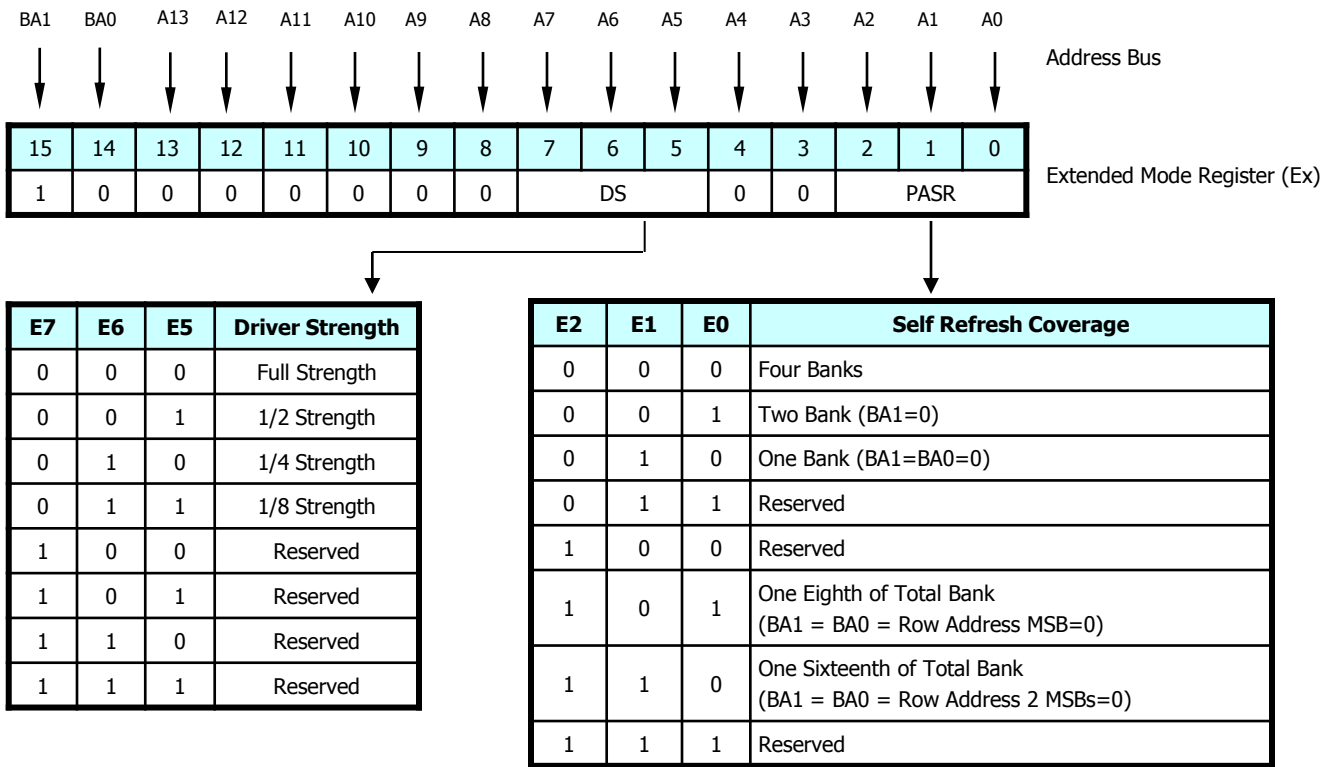 BA1 BA0 A13 A12 A11 A10 A9 A8 A7 A6 A5 A4 A3 A2 A1 A0
Address Bus
15 14 13 12 11 10 9 8 7 6 5 4 3 2 1 0
1 0 0 0 0 0 0 0 DS 0 0 PASR
Extended Mode Register (Ex)
E7 E6 E5 Driver Strength
0 0 0 Full Strength
0 0 1 1/2 Strength
0 1 0 1/4 Strength
0 1 1 1/8 Strength
1 0 0 Reserved
1 0 1 Reserved
1 1 0 Reserved
1 1 1 Reserved
E2 E1 E0 Self Refresh Coverage
0 0 0 Four Banks
0 0 1 Two Bank (BA1=0)
0 1 0 One Bank (BA1=BA0=0)
0 1 1 Reserved
1 0 0 Reserved
1 0 1 One Eighth of Total Bank
(BA1 = BA0 = Row Address MSB=0)
1 1 0 One Sixteenth of Total Bank
(BA1 = BA0 = Row Address 2 MSBs=0)
1 1 1 Reserved